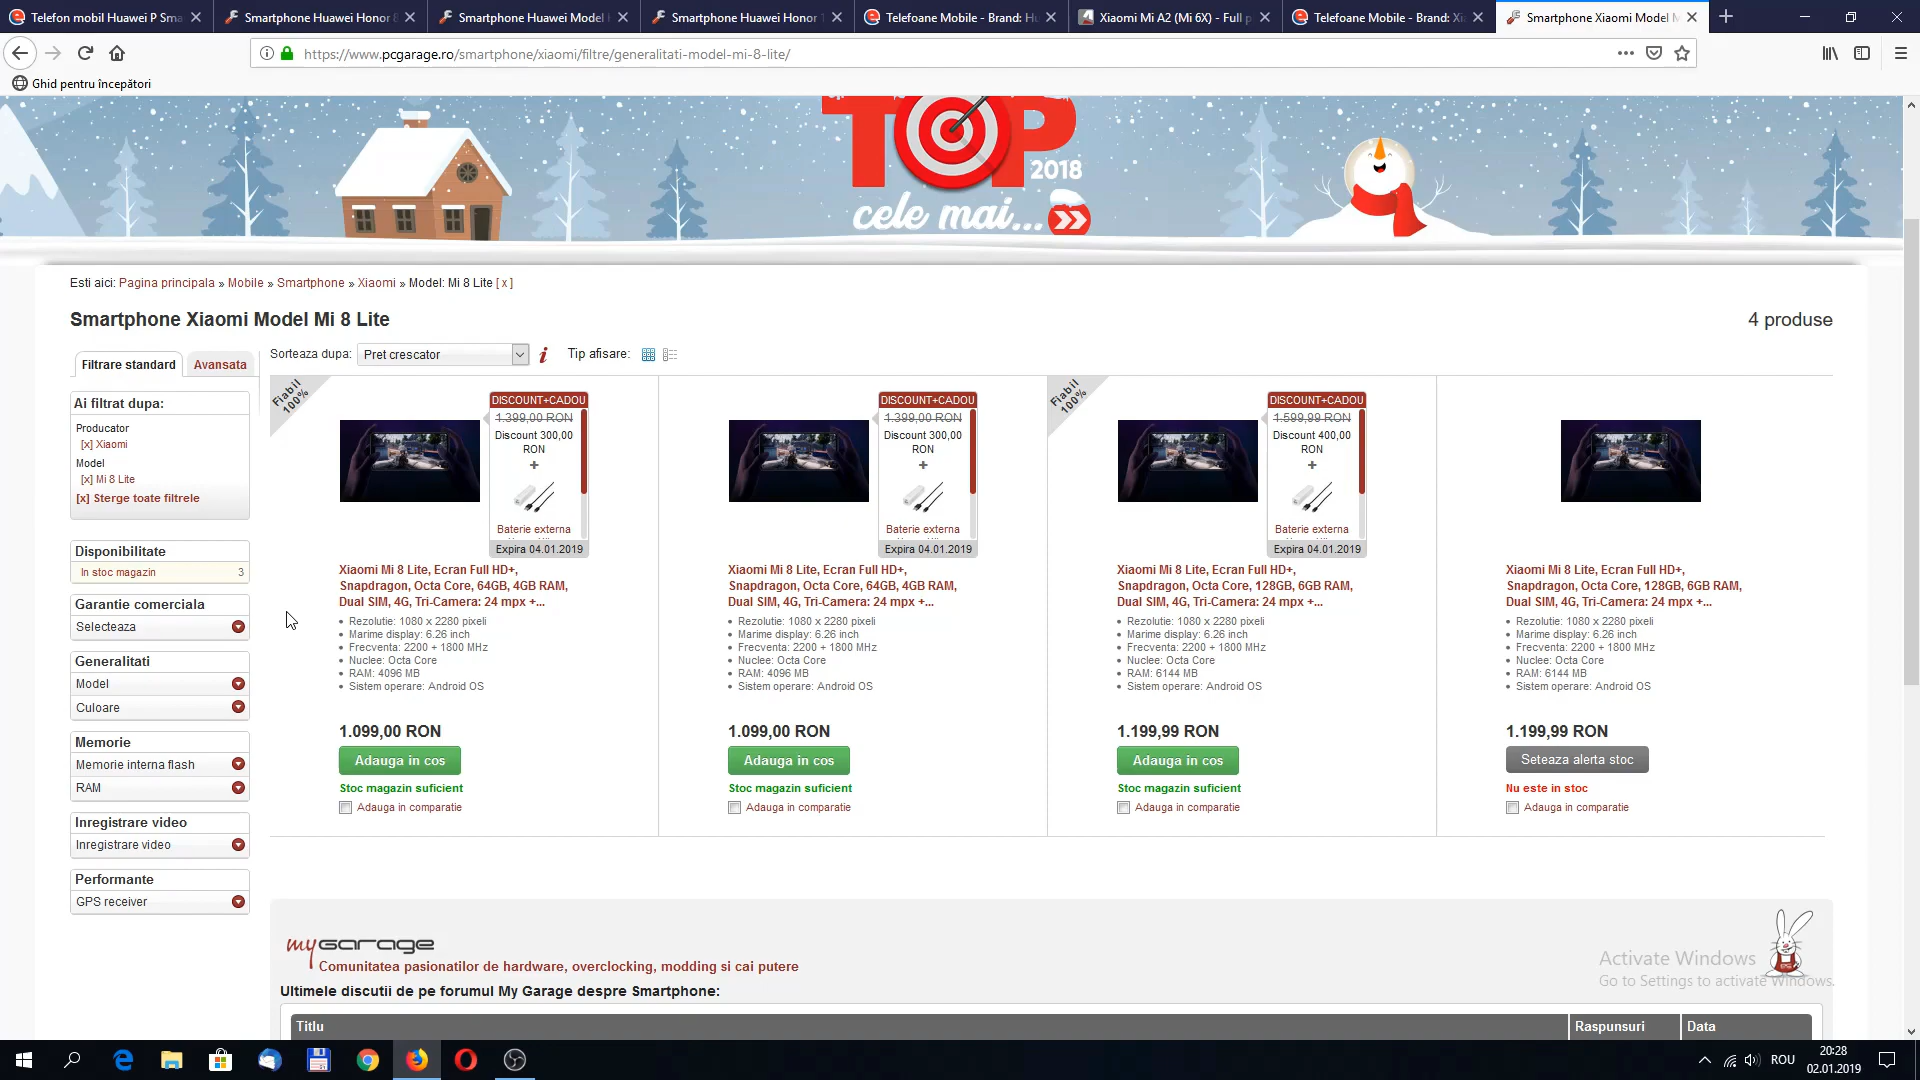 Telefon mobil Huawei P Sma
Smartphone Huawei Honor 8
Smartphone Huawei Model
Smartphone Huawei Honor
Telefoane Mobile - Brand: Hu
Xiaomi Mi A2 (Mi 6X) - Full p
Telefoane Mobile - Brand: Xi
Smartphone Xiaomi Model M
https://www.pcgarage.ro/smartphone/xiaomi/filtre/generalitati-model-mi-8-lite/
Ghid pentru începători
TOP
2018
cele mai...
Esti aici: Pagina principala » Mobile » Smartphone » Xiaomi » Model: Mi 8 Lite [ x ]
Smartphone Xiaomi Model Mi 8 Lite
4 produse
Filtrare standard
Avansata
Sorteaza dupa:
Pret crescator
i
Tip afisare:
Ai filtrat dupa:
Producator
[x] Xiaomi
Model
[x] Mi 8 Lite
[x] Sterge toate filtrele
Disponibilitate
In stoc magazin 3
Garantie comerciala
Selecteaza
Generalitati
Model
Culoare
Memorie
Memorie interna flash
RAM
Inregistrare video
Inregistrare video
Performante
GPS receiver
Fiabil
100%
DISCOUNT+CADOU
1.399,00 RON
Discount 300,00
RON
+
Baterie externa
Expira 04.01.2019
Xiaomi Mi 8 Lite, Ecran Full HD+,
Snapdragon, Octa Core, 64GB, 4GB RAM,
Dual SIM, 4G, Tri-Camera: 24 mpx +...
• Rezolutie: 1080 x 2280 pixeli
• Marime display: 6.26 inch
• Frecventa: 2200 + 1800 MHz
• Nuclee: Octa Core
• RAM: 4096 MB
• Sistem operare: Android OS
1.099,00 RON
Adauga in cos
Stoc magazin suficient
Adauga in comparatie
DISCOUNT+CADOU
1.399,00 RON
Discount 300,00
RON
+
Baterie externa
Expira 04.01.2019
Xiaomi Mi 8 Lite, Ecran Full HD+,
Snapdragon, Octa Core, 64GB, 4GB RAM,
Dual SIM, 4G, Tri-Camera: 24 mpx +...
• Rezolutie: 1080 x 2280 pixeli
• Marime display: 6.26 inch
• Frecventa: 2200 + 1800 MHz
• Nuclee: Octa Core
• RAM: 4096 MB
• Sistem operare: Android OS
1.099,00 RON
Adauga in cos
Stoc magazin suficient
Adauga in comparatie
Fiabil
100%
DISCOUNT+CADOU
1.599,99 RON
Discount 400,00
RON
+
Baterie externa
Expira 04.01.2019
Xiaomi Mi 8 Lite, Ecran Full HD+,
Snapdragon, Octa Core, 128GB, 6GB RAM,
Dual SIM, 4G, Tri-Camera: 24 mpx +...
• Rezolutie: 1080 x 2280 pixeli
• Marime display: 6.26 inch
• Frecventa: 2200 + 1800 MHz
• Nuclee: Octa Core
• RAM: 6144 MB
• Sistem operare: Android OS
1.199,99 RON
Adauga in cos
Stoc magazin suficient
Adauga in comparatie
Xiaomi Mi 8 Lite, Ecran Full HD+,
Snapdragon, Octa Core, 128GB, 6GB RAM,
Dual SIM, 4G, Tri-Camera: 24 mpx +...
• Rezolutie: 1080 x 2280 pixeli
• Marime display: 6.26 inch
• Frecventa: 2200 + 1800 MHz
• Nuclee: Octa Core
• RAM: 6144 MB
• Sistem operare: Android OS
1.199,99 RON
Seteaza alerta stoc
Nu este in stoc
Adauga in comparatie
myGarage
Comunitatea pasionatilor de hardware, overclocking, modding si cai putere
Ultimele discutii de pe forumul My Garage despre Smartphone:
Titlu
Raspunsuri
Data
Activate Windows
Go to Settings to activate Windows.
ROU
20:28
02.01.2019